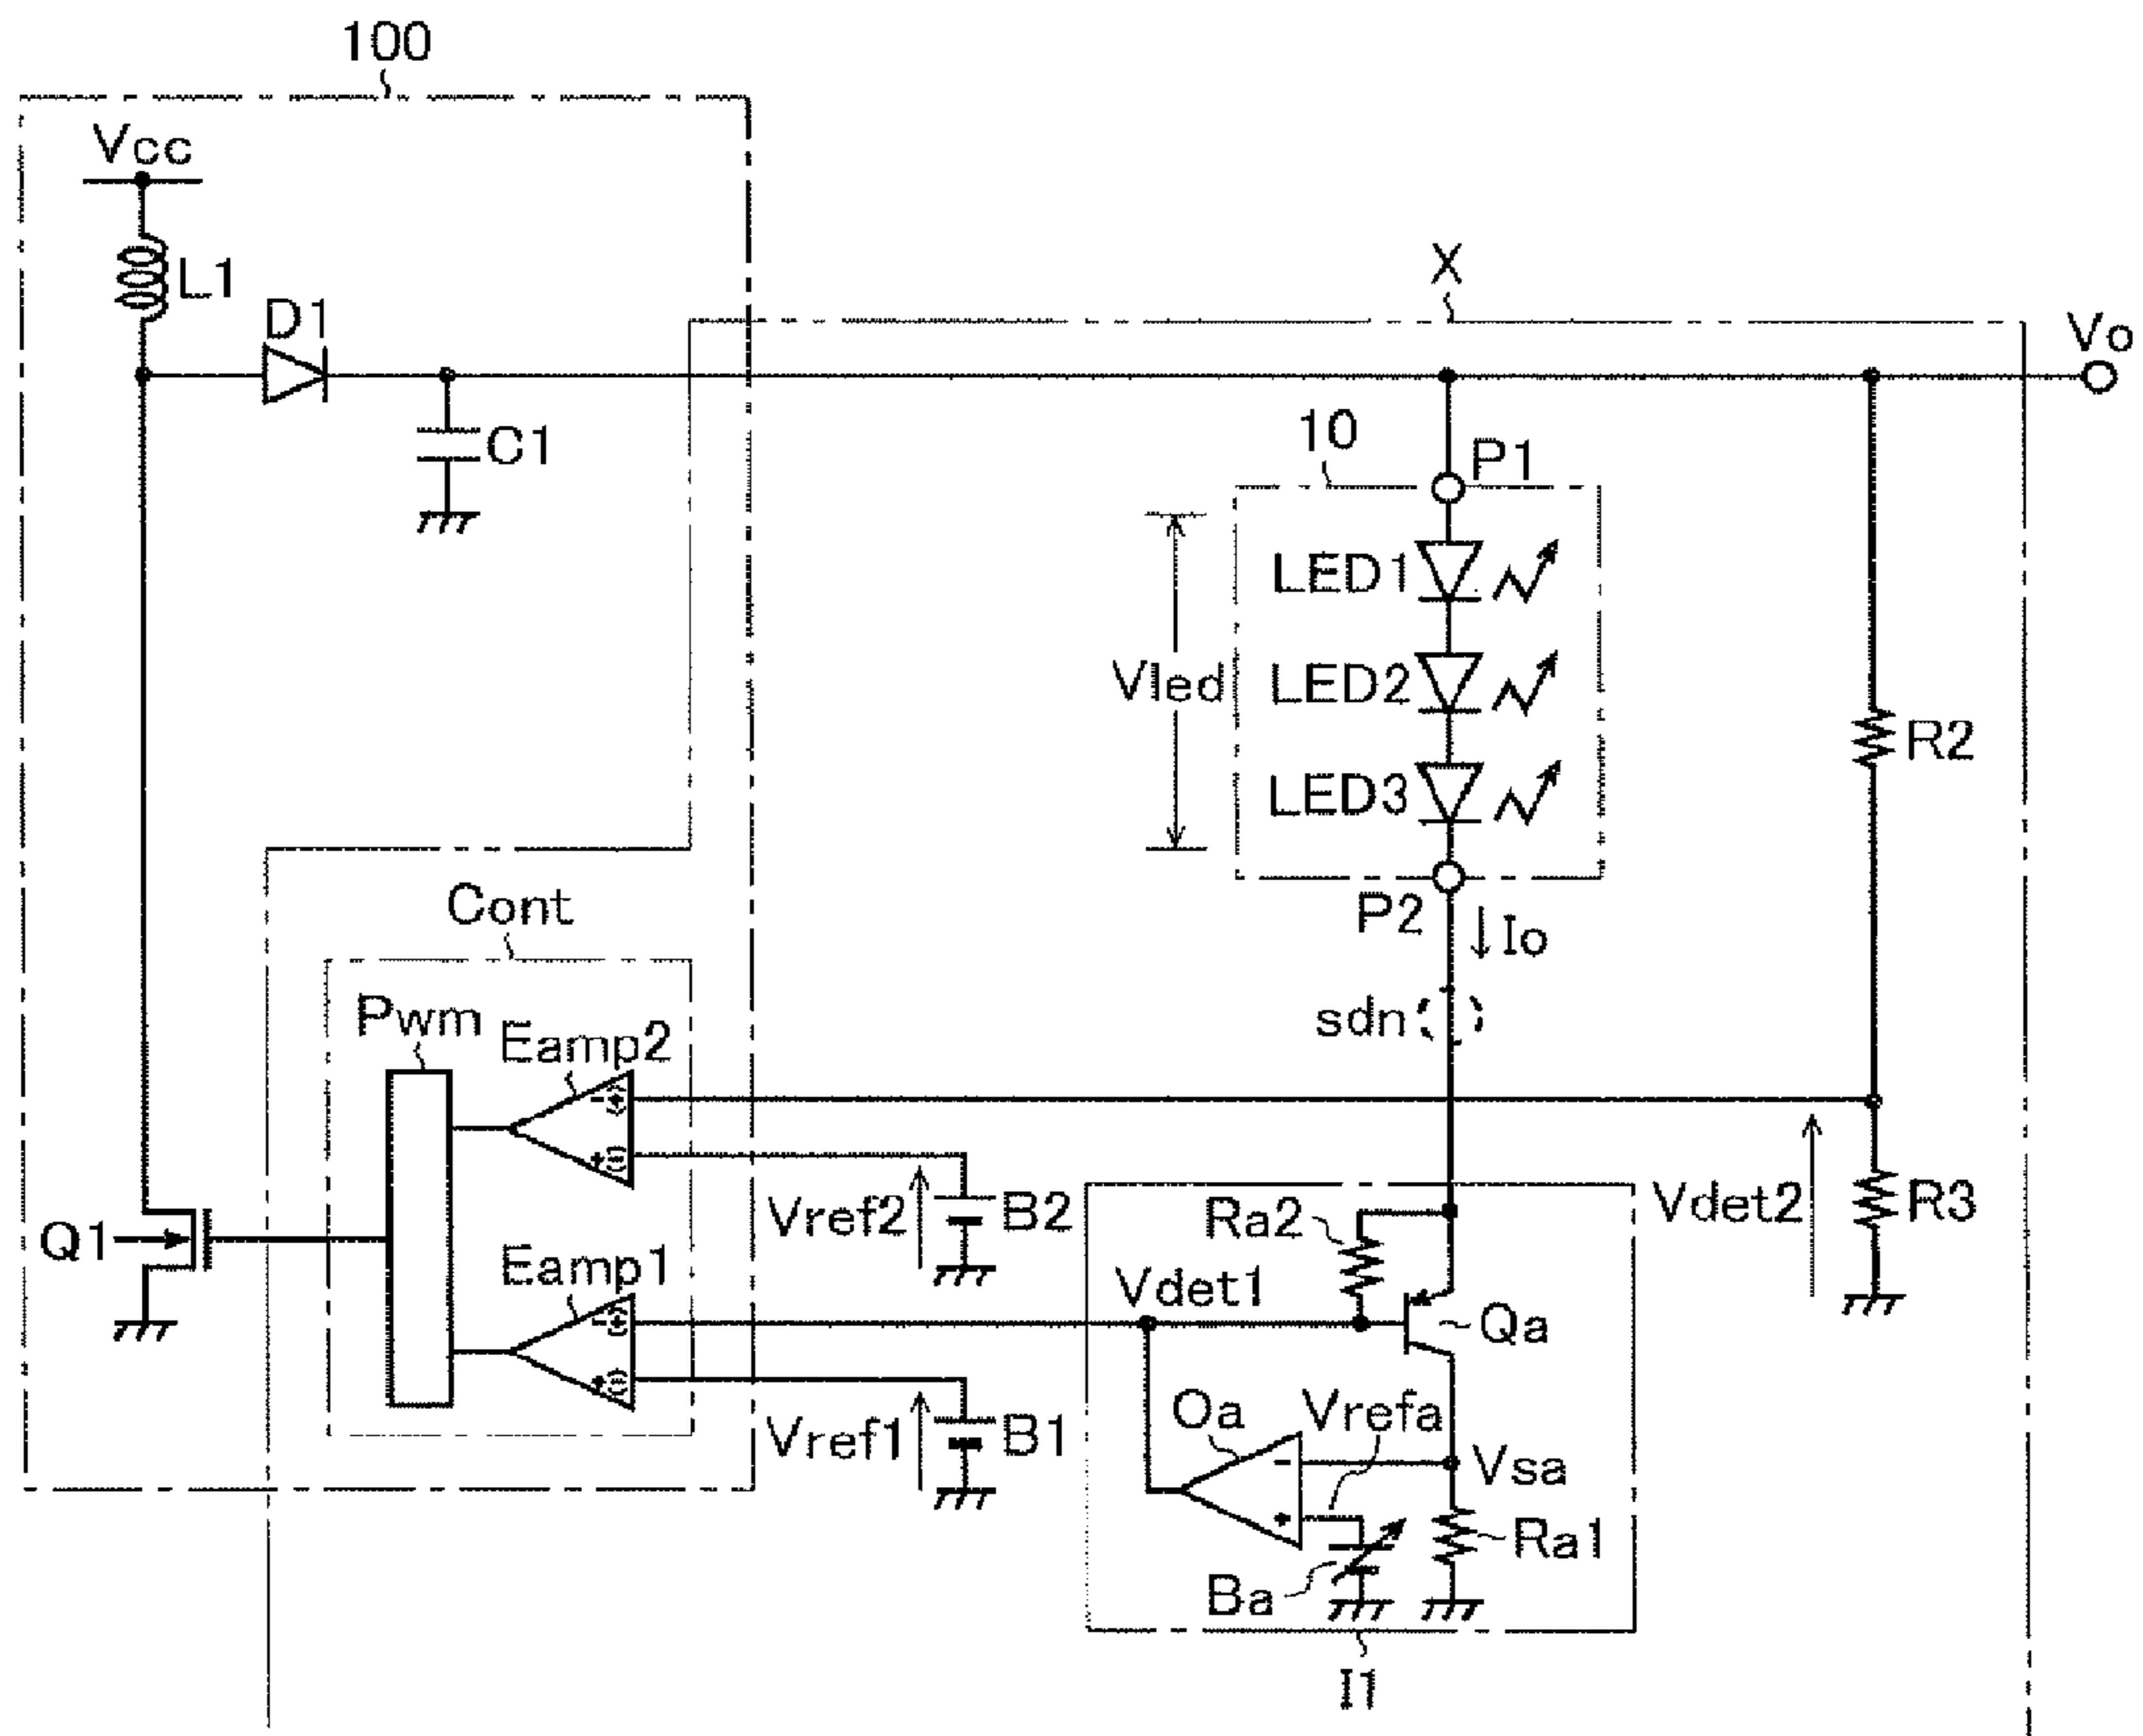 100
Vcc
L1
D1
C1
X
Vo
10
P1
LED1
Vled
LED2
LED3
R2
P2
Io
sdn
Cont
Pwm
Eamp2
-(+)
+(-)
Vref2
B2
Vdet2
R3
Q1
Eamp1
-(+)
+(-)
Vref1
B1
Ra2
Vdet1
Qa
Oa
Vrefa
-
+
Vsa
Ra1
Ba
I1